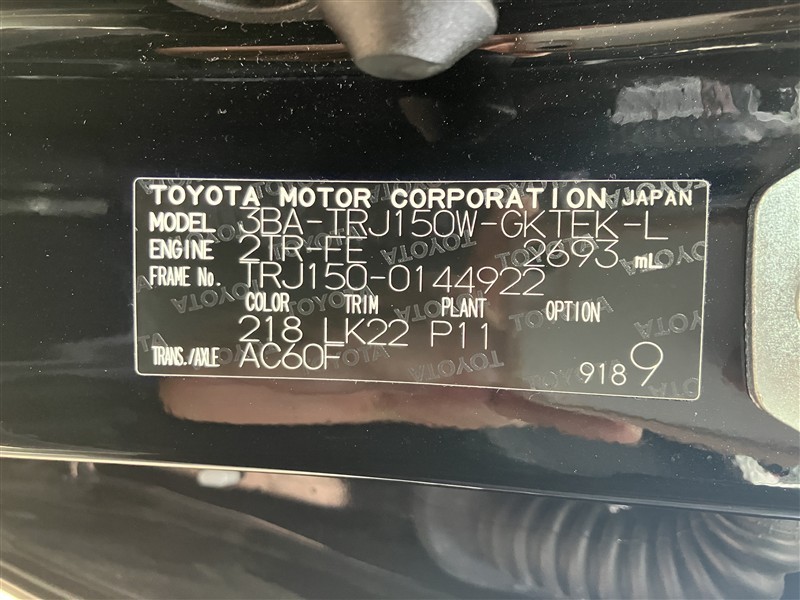 TOYOTA MOTOR CORPORATION JAPAN
MODEL 3BA-TRJ150W-GKTEK-L
ENGINE 2TR-FE 2693 mL
FRAME No. TRJ150-0144922
COLOR TRIM PLANT OPTION
218 LK22 P11
TRANS./AXLE AC60F
9189